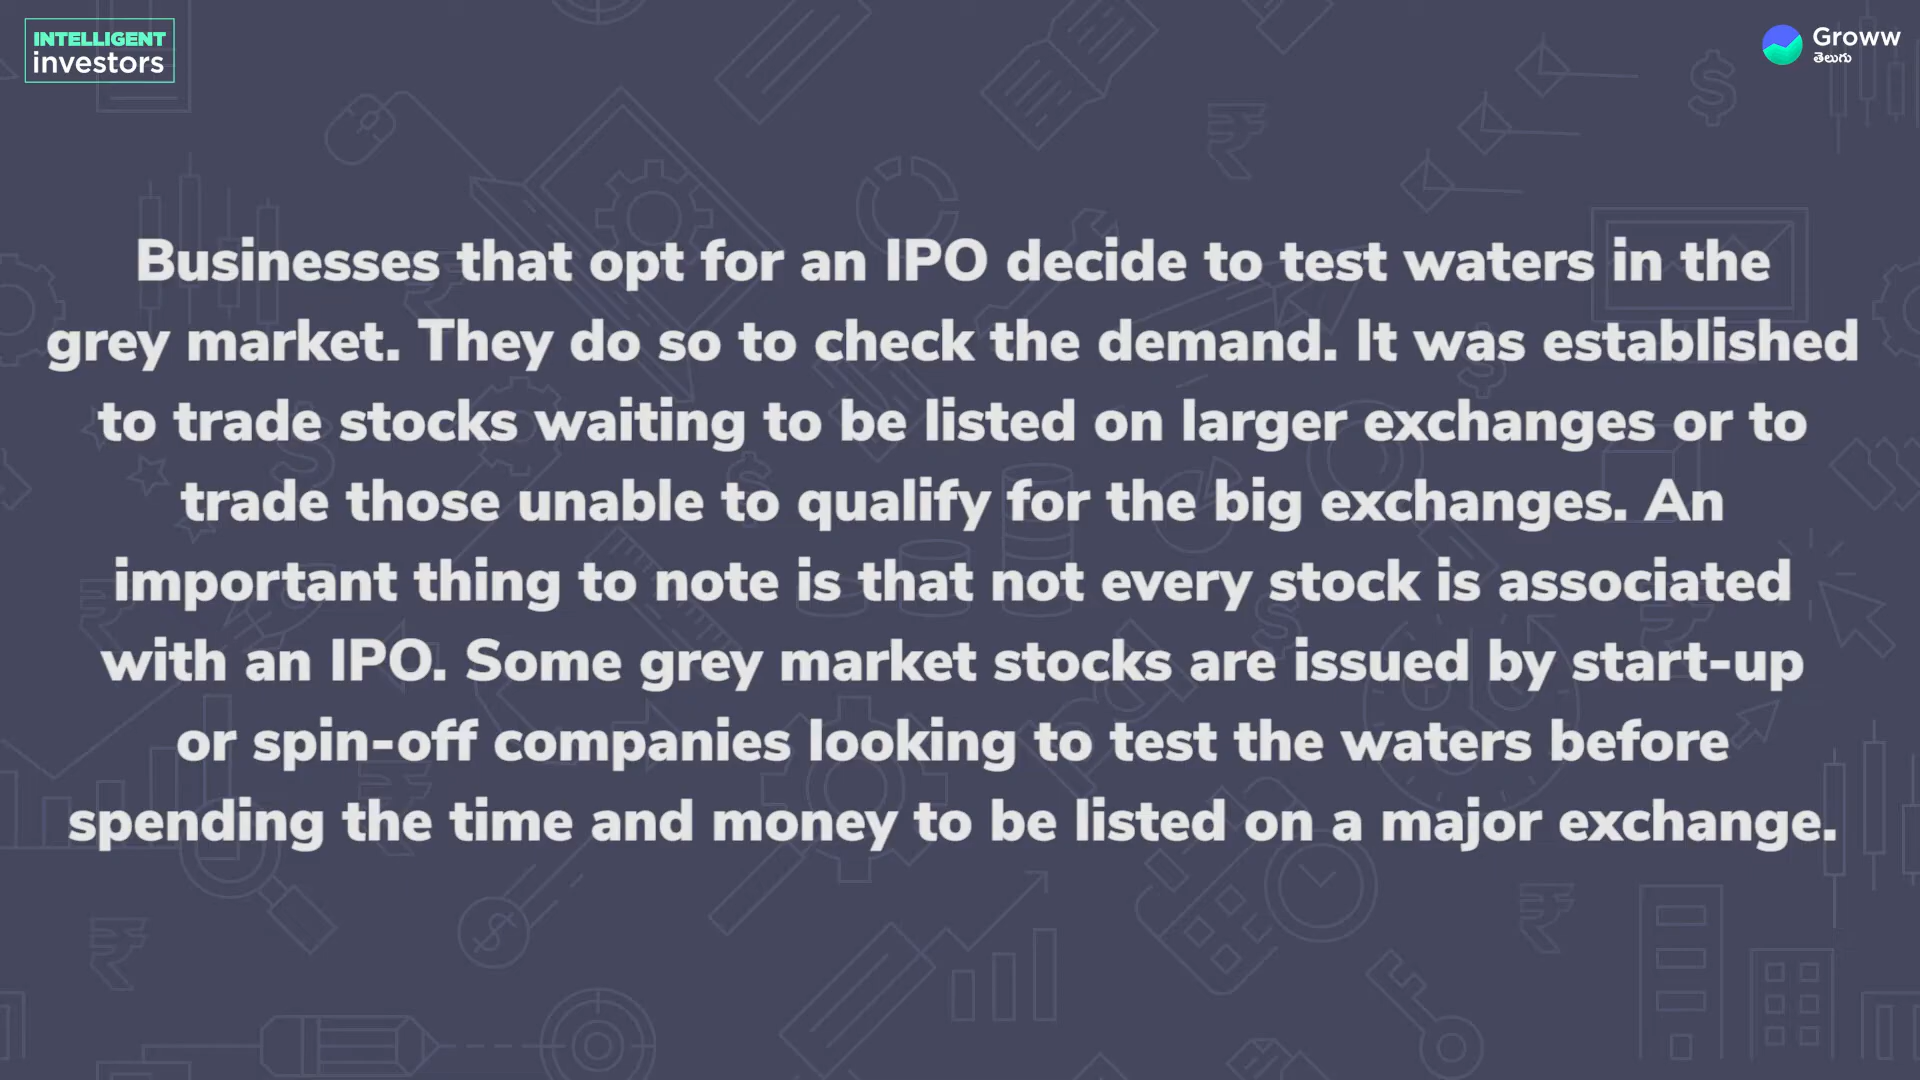 INTELLIGENT
investors
Groww
తెలుగు
Businesses that opt for an IPO decide to test waters in the
grey market. They do so to check the demand. It was established
to trade stocks waiting to be listed on larger exchanges or to
trade those unable to qualify for the big exchanges. An
important thing to note is that not every stock is associated
with an IPO. Some grey market stocks are issued by start-up
or spin-off companies looking to test the waters before
spending the time and money to be listed on a major exchange.